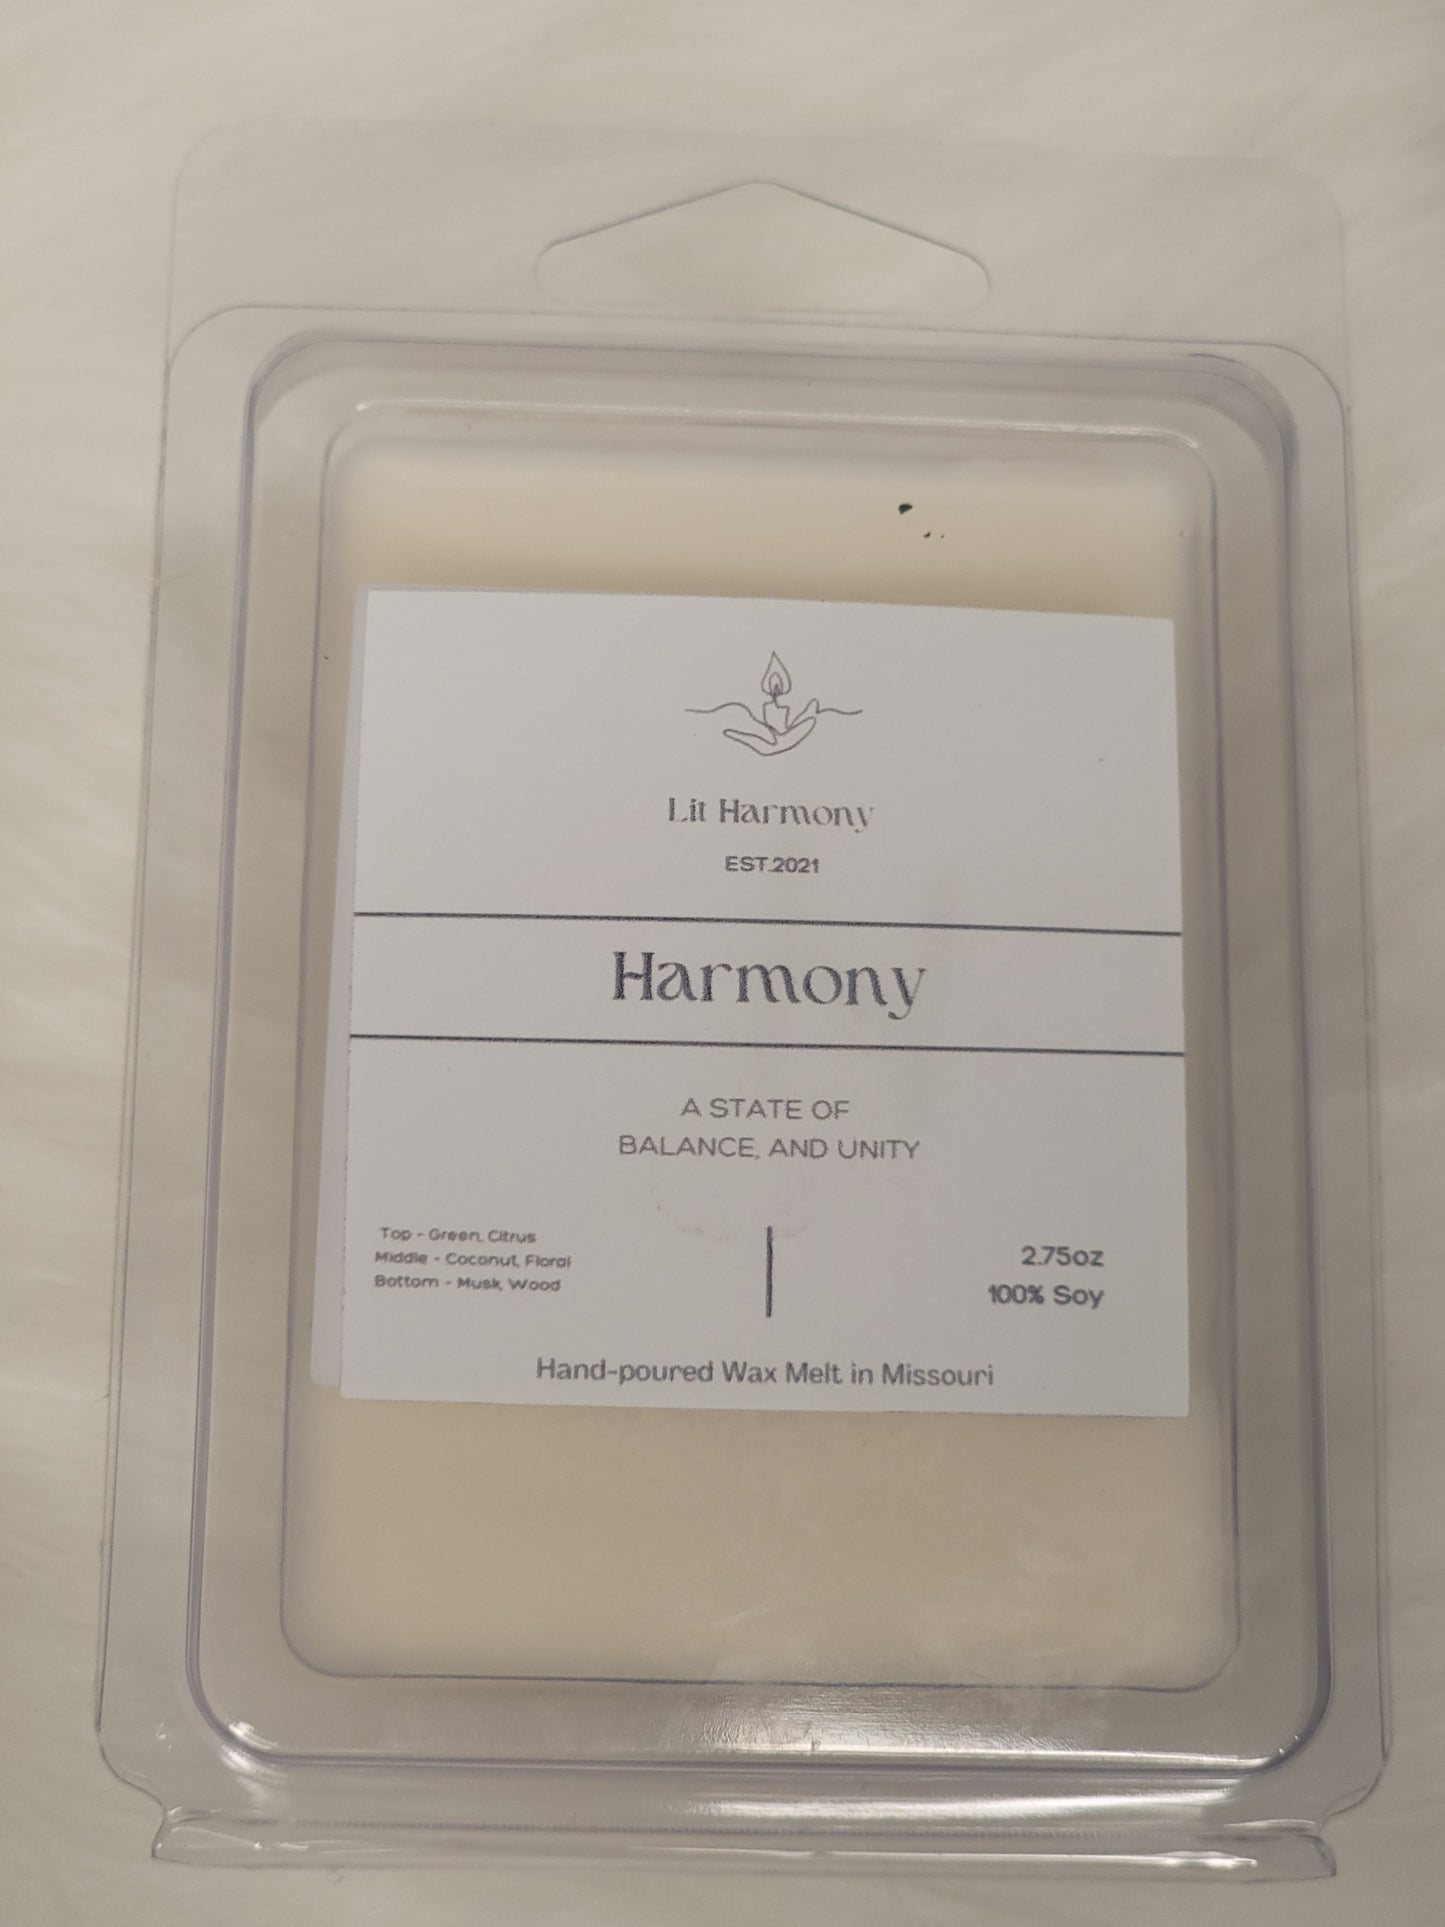 Lit Harmony
EST.2021
Harmony
A STATE OF
BALANCE, AND UNITY
Top - Green, Citrus
Middle - Coconut, Floral
Bottom - Musk, Wood
2.75oz
100% Soy
Hand-poured Wax Melt in Missouri